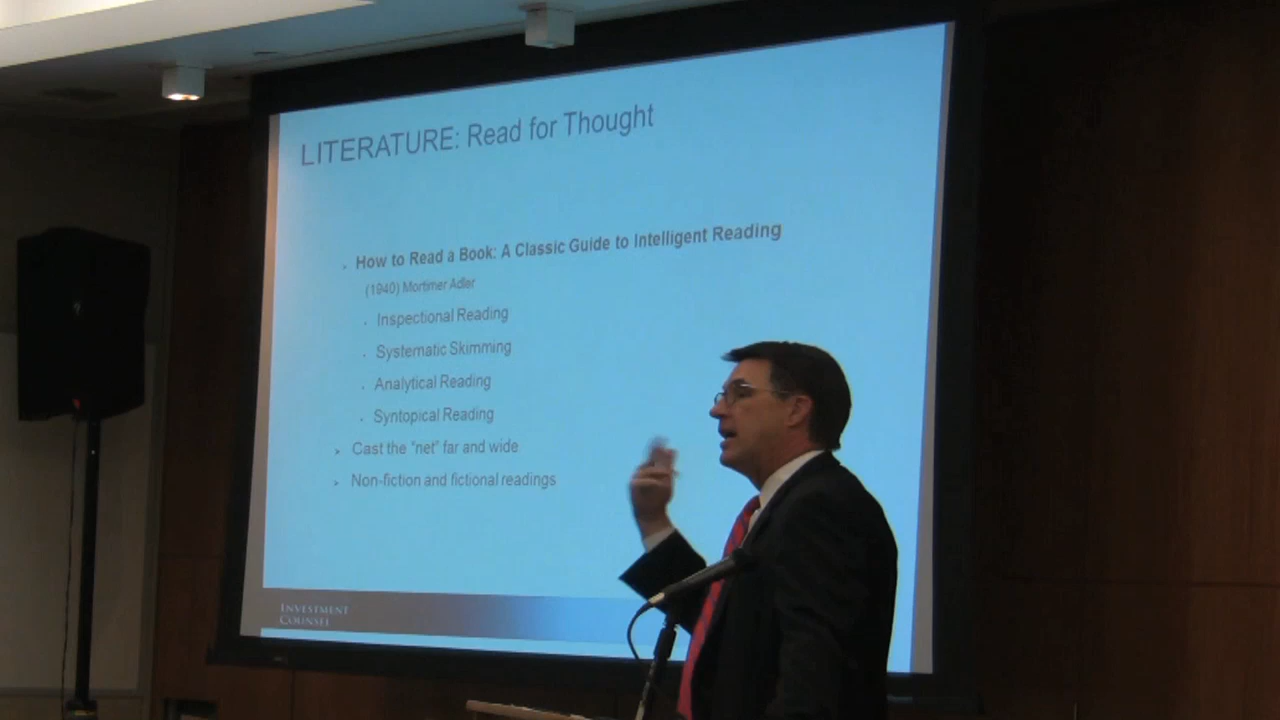 LITERATURE: Read for Thought
How to Read a Book: A Classic Guide to Intelligent Reading
(1940) Mortimer Adler
Inspectional Reading
Systematic Skimming
Analytical Reading
Syntopical Reading
Cast the "net" far and wide
Non-fiction and fictional readings
INVESTMENT
COUNSEL